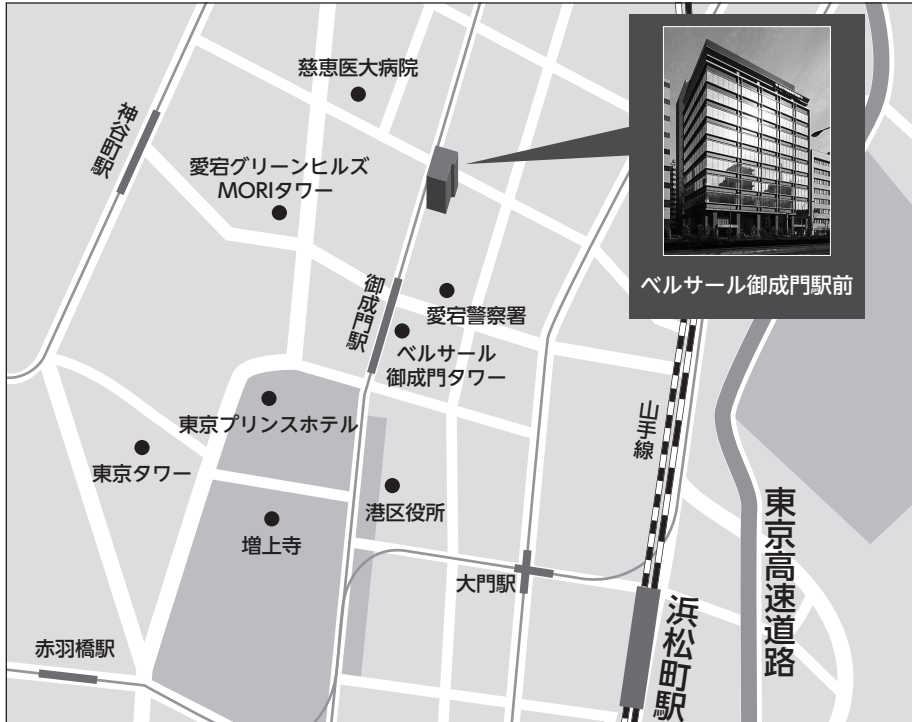 慈恵医大病院
神谷町駅
愛宕グリーンヒルズ
MORIタワー
ベルサール御成門駅前
御成門駅
愛宕警察署
ベルサール
御成門タワー
東京プリンスホテル
山手線
東京タワー
港区役所
東京高速道路
増上寺
大門駅
浜松町駅
赤羽橋駅